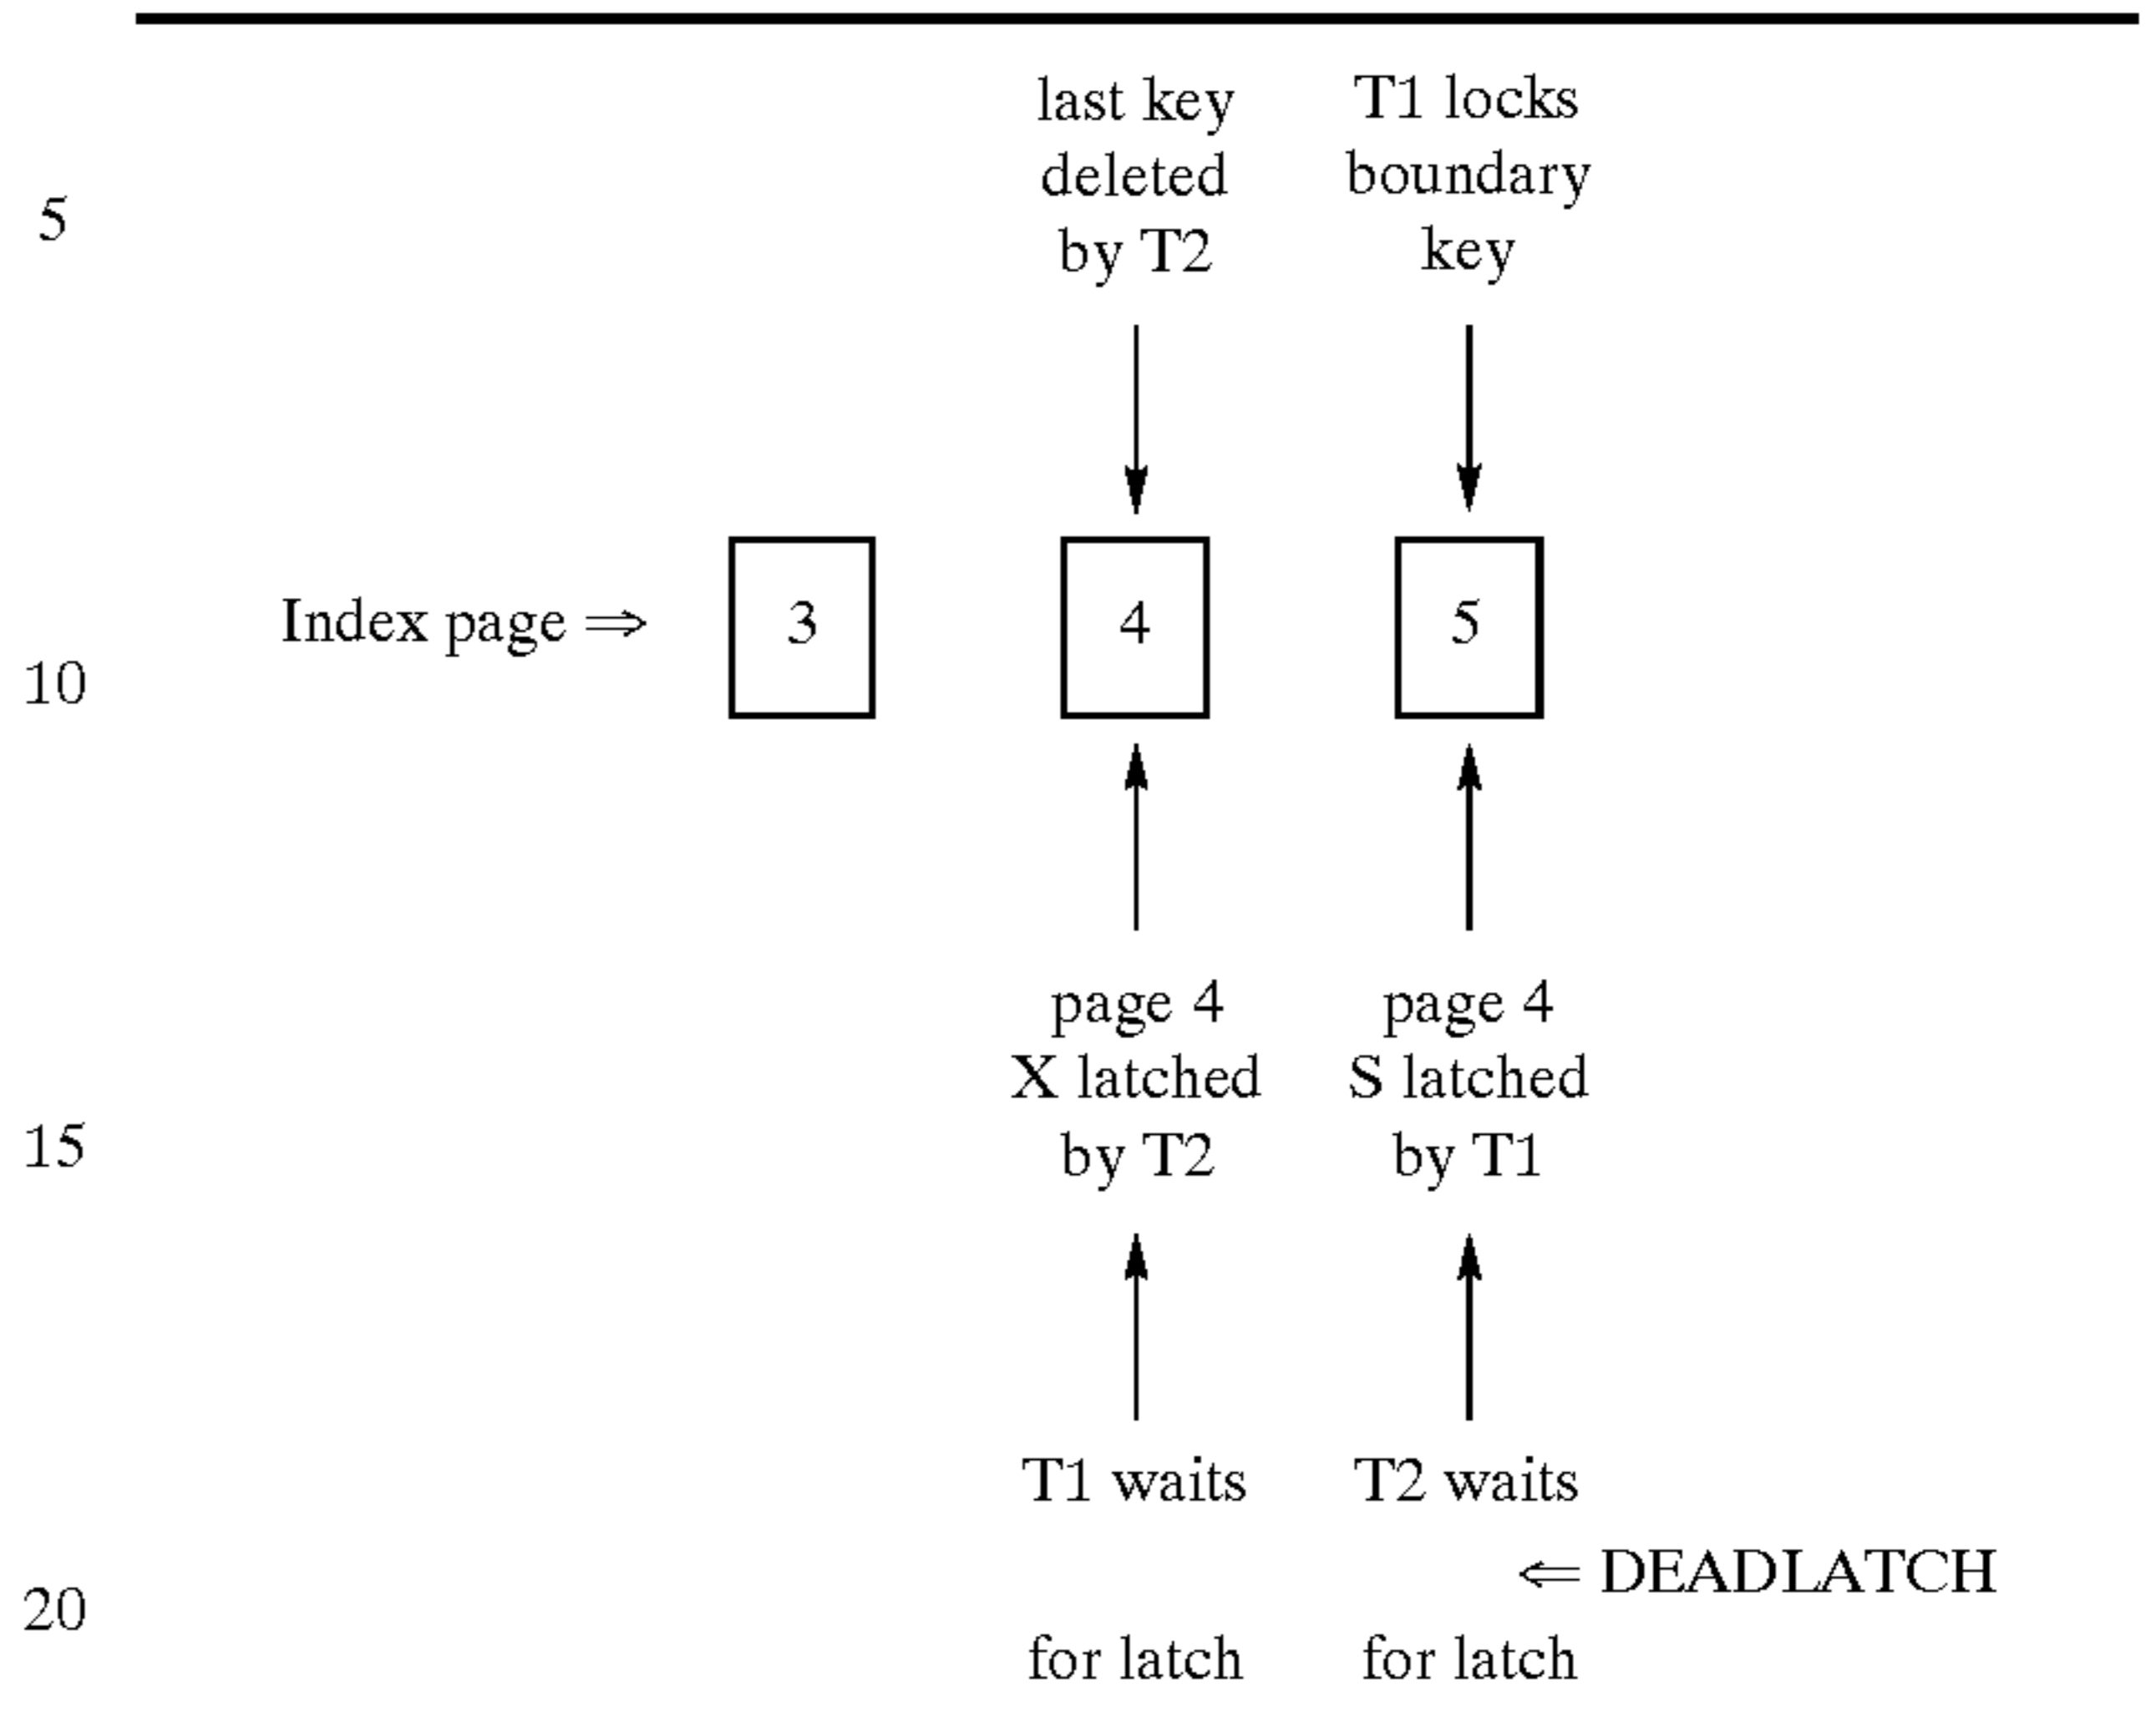 last key
deleted
by T2
T1 locks
boundary
key
5
Index page ⇒
3
4
5
10
page 4
X latched
by T2
page 4
S latched
by T1
15
T1 waits
for latch
T2 waits
for latch
⇐ DEADLATCH
20